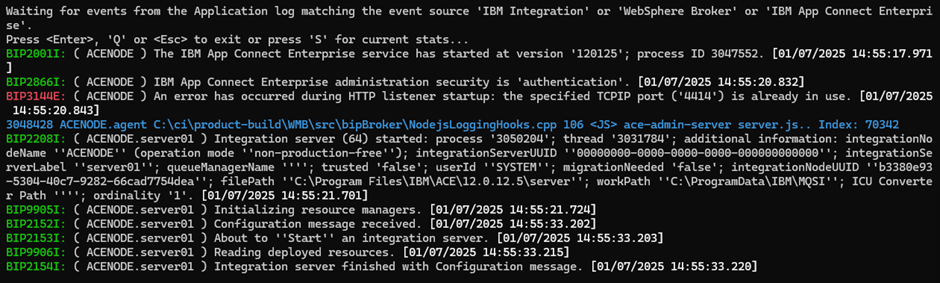 Waiting for events from the Application log matching the event source 'IBM Integration' or 'WebSphere Broker' or 'IBM App Connect Enterpri
se'.
Press <Enter>, 'Q' or <Esc> to exit or press 'S' for current stats...
BIP2001I: ( ACENODE ) The IBM App Connect Enterprise service has started at version '120125'; process ID 3047552. [01/07/2025 14:55:17.971
]
BIP2866I: ( ACENODE ) IBM App Connect Enterprise administration security is 'authentication'. [01/07/2025 14:55:20.832]
BIP3144E: ( ACENODE ) An error has occurred during HTTP listener startup: the specified TCPIP port ('4414') is already in use. [01/07/2025
 14:55:20.843]
3048428 ACENODE.agent C:\ci\product-build\WMB\src\bipBroker\NodejsLoggingHooks.cpp 106 <JS> ace-admin-server server.js.. Index: 70342
BIP2208I: ( ACENODE.server01 ) Integration server (64) started: process '3050204'; thread '3031784'; additional information: integrationNo
deName ''ACENODE'' (operation mode ''non-production-free''); integrationServerUUID ''00000000-0000-0000-0000-000000000000''; integrationSe
rverLabel ''server01''; queueManagerName ''''; trusted 'false'; userId ''SYSTEM''; migrationNeeded 'false'; integrationNodeUUID ''b3380e93
-5304-40c7-9282-66cad7754dea''; filePath ''C:\Program Files\IBM\ACE\12.0.12.5\server''; workPath ''C:\ProgramData\IBM\MQSI''; ICU Converte
r Path ''''; ordinality '1'. [01/07/2025 14:55:21.701]
BIP9905I: ( ACENODE.server01 ) Initializing resource managers. [01/07/2025 14:55:21.724]
BIP2152I: ( ACENODE.server01 ) Configuration message received. [01/07/2025 14:55:33.202]
BIP2153I: ( ACENODE.server01 ) About to ''Start'' an integration server. [01/07/2025 14:55:33.203]
BIP9906I: ( ACENODE.server01 ) Reading deployed resources. [01/07/2025 14:55:33.215]
BIP2154I: ( ACENODE.server01 ) Integration server finished with Configuration message. [01/07/2025 14:55:33.220]